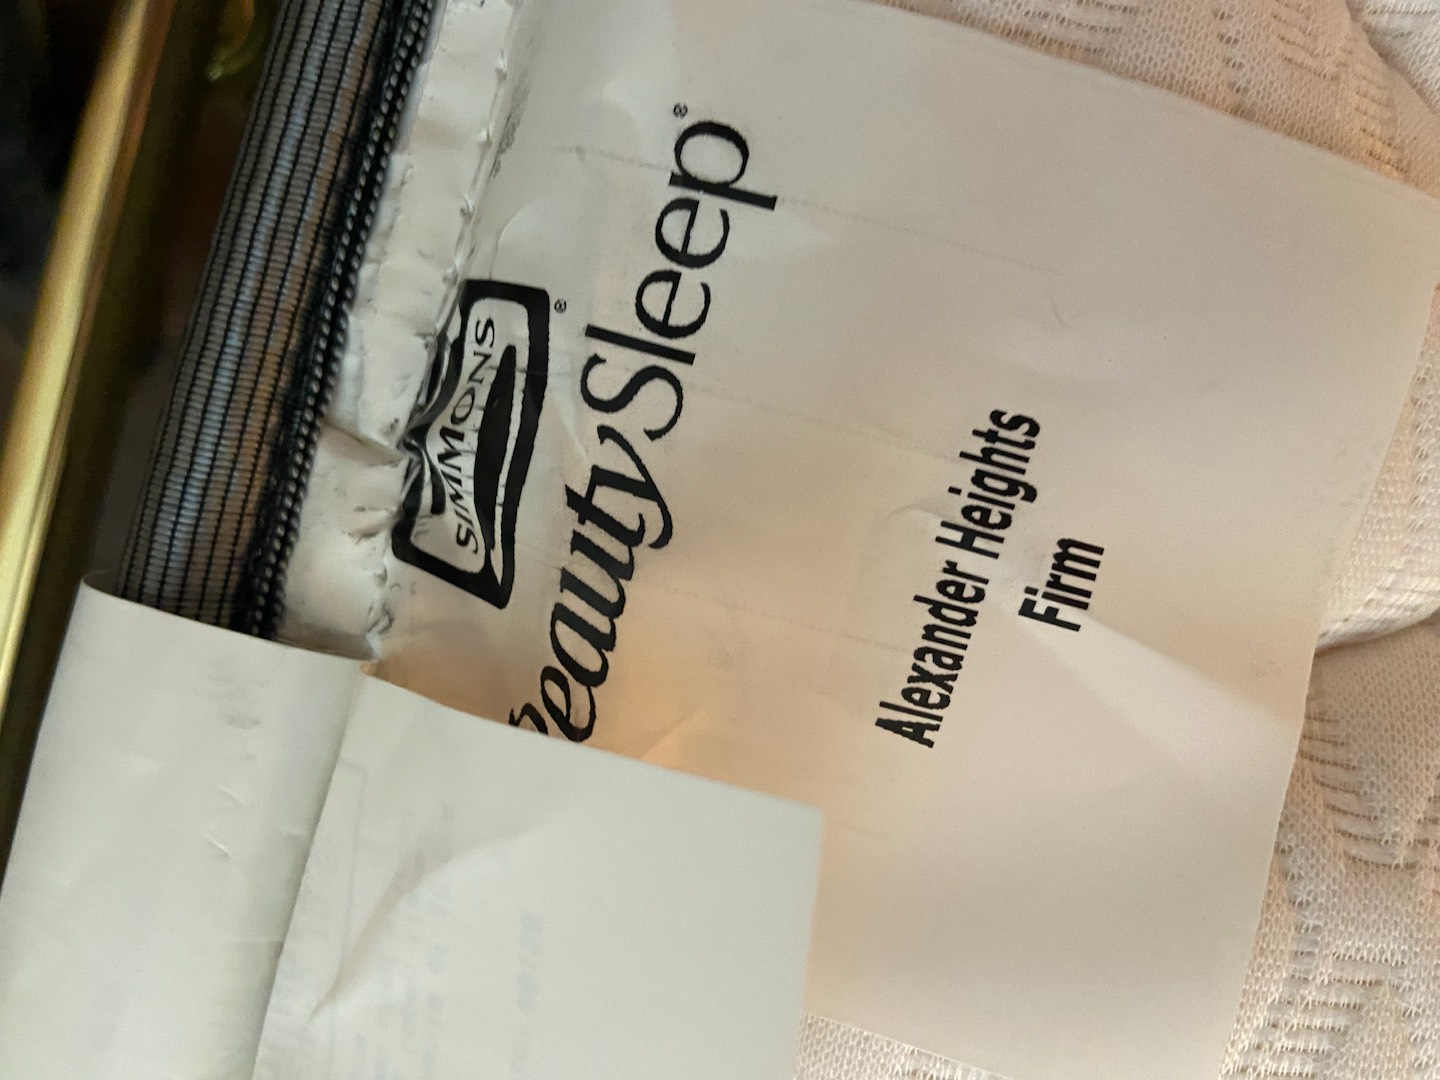 SIMMONS®
BeautySleep®
Alexander Heights
Firm